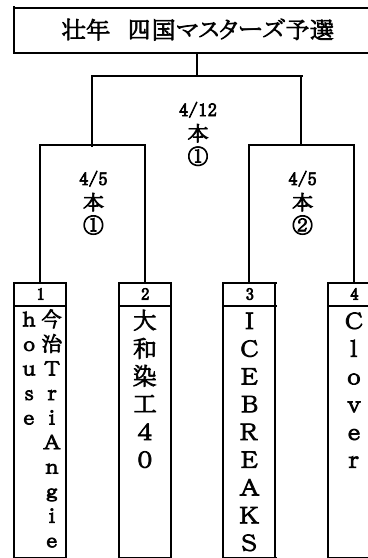 壮年 四国マスターズ予選
4/12
本
①
4/5
本
①
4/5
本
②
1
2
3
4
今治TriAngie
house
大和染工40
ICEBREAKS
Clover